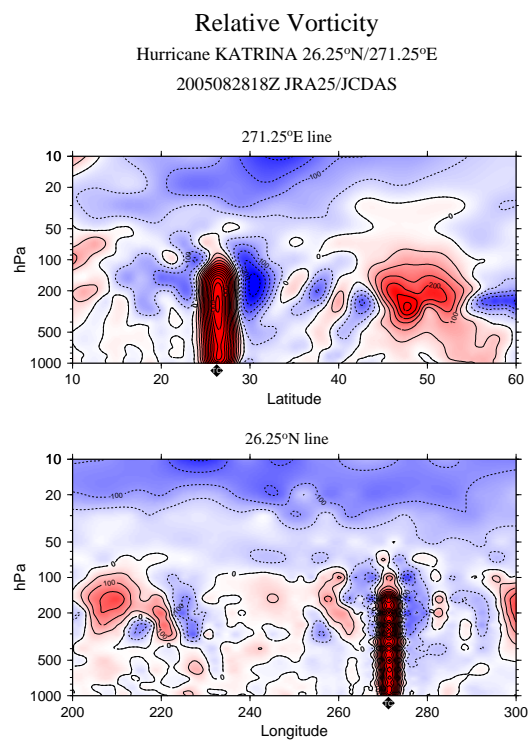 Relative Vorticity
Hurricane KATRINA 26.25°N/271.25°E
2005082818Z JRA25/JCDAS
271.25°E line
10
20
50
100
200
500
1000
hPa
10 20 30 40 50 60
Latitude
26.25°N line
10
20
50
100
200
500
1000
hPa
200 220 240 260 280 300
Longitude